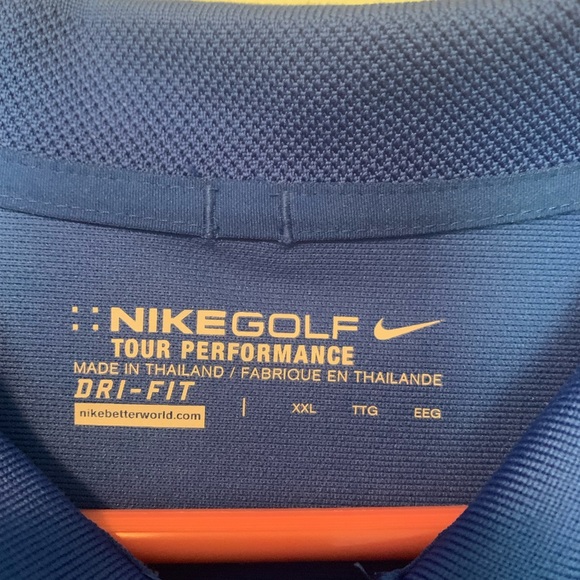 NIKEGOLF
TOUR PERFORMANCE
MADE IN THAILAND / FABRIQUE EN THAILANDE
DRI-FIT
nikebetterworld.com | XXL TTG EEG